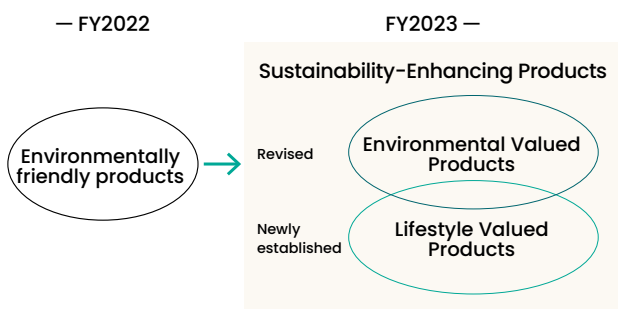 — FY2022
FY2023 —
Sustainability-Enhancing Products
Environmentally
friendly products
Revised
Environmental Valued
Products
Newly
established
Lifestyle Valued
Products